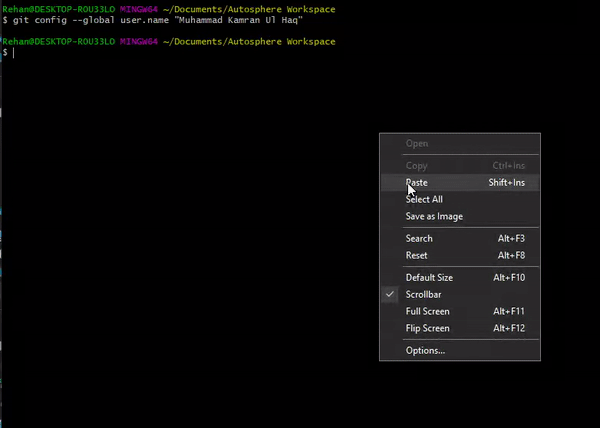 Rehan@DESKTOP-R0U33LO MINGW64 ~/Documents/Autosphere Workspace
$ git config --global user.name "Muhammad Kamran Ul Haq"
Rehan@DESKTOP-R0U33LO MINGW64 ~/Documents/Autosphere Workspace
$
Open
Copy Ctrl+Ins
Paste Shift+Ins
Select All
Save as Image
Search Alt+F3
Reset Alt+F8
Default Size Alt+F10
Scrollbar
Full Screen Alt+F11
Flip Screen Alt+F12
Options...